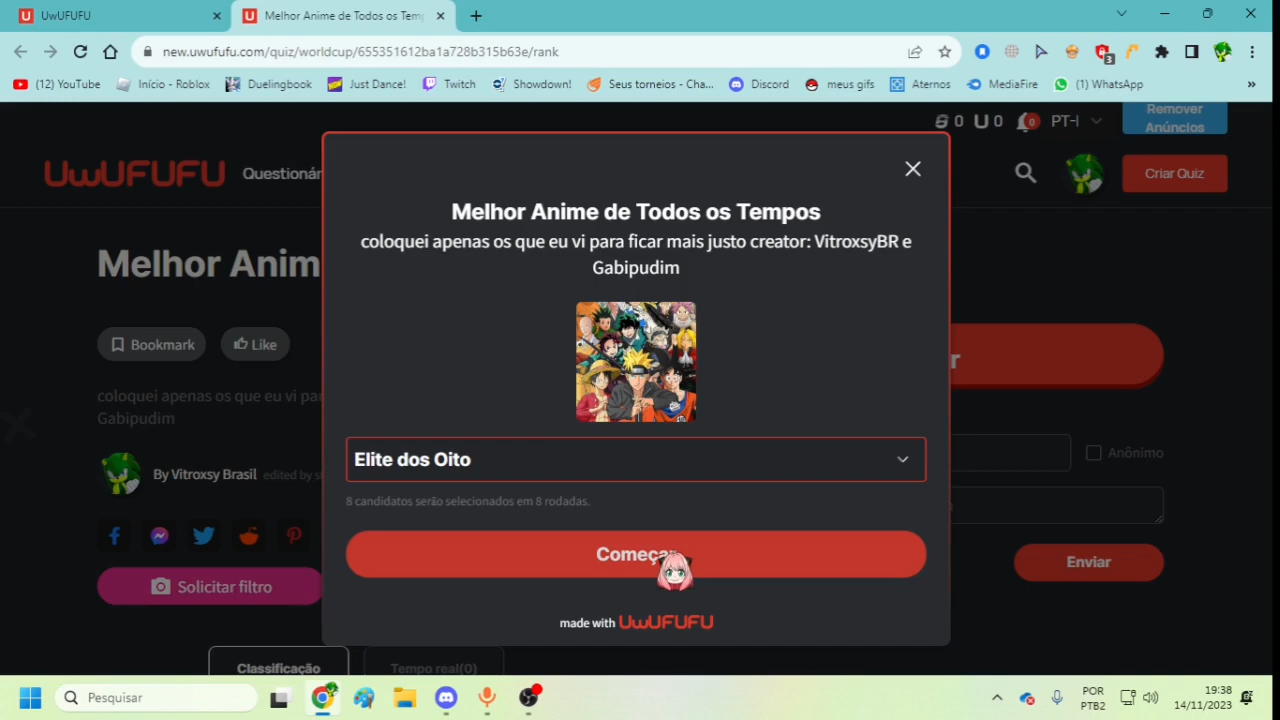 UwUFUFU
Melhor Anime de Todos os Temp
new.uwufufu.com/quiz/worldcup/655351612ba1a728b315b63e/rank
3
(12) YouTube
Início - Roblox
Duelingbook
Just Dance!
Twitch
Showdown!
Seus torneios - Cha...
Discord
meus gifs
Aternos
MediaFire
(1) WhatsApp
»
0
U 0
0
PT-I
Remover
Anúncios
UwUFUFU
Questionár
Criar Quiz
Melhor Anim
Bookmark
Like
coloquei apenas os que eu vi par
Gabipudim
By Vitroxsy Brasil
edited by
Solicitar filtro
Classificação
Tempo real(0)
Melhor Anime de Todos os Tempos
coloquei apenas os que eu vi para ficar mais justo creator: VitroxsyBR e
Gabipudim
Elite dos Oito
8 candidatos serão selecionados em 8 rodadas.
Começar
made with UwUFUFU
r
Anônimo
Enviar
Pesquisar
POR
PTB2
19:38
14/11/2023